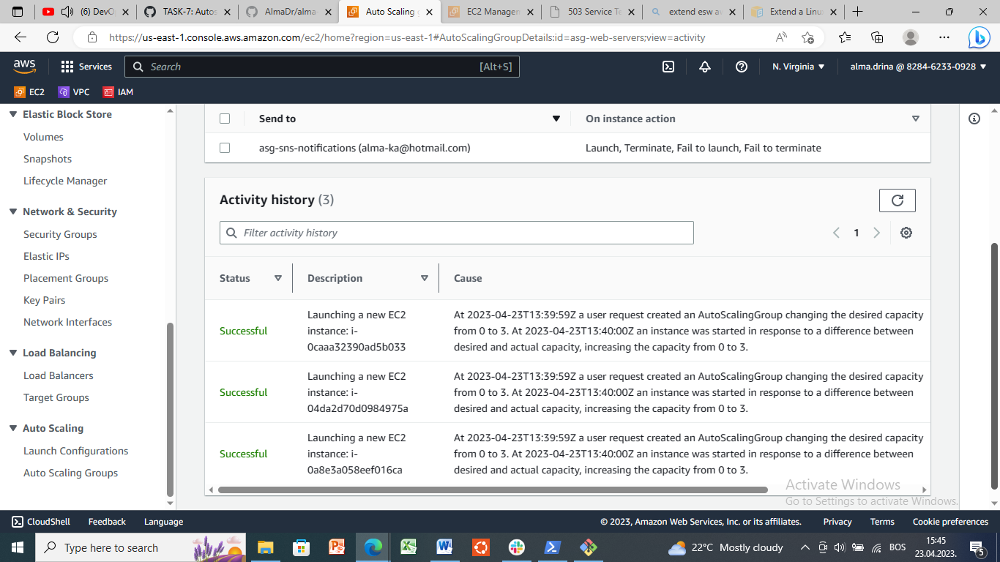 (6) DevO
TASK-7: Autos
AlmaDr/alma-
Auto Scaling
EC2 Managem
503 Service Te
extend esw av
Extend a Linu
https://us-east-1.console.aws.amazon.com/ec2/home?region=us-east-1#AutoScalingGroupDetails:id=asg-web-servers;view=activity
aws
Services
Search
[Alt+S]
N. Virginia
alma.drina @ 8284-6233-0928
EC2
VPC
IAM
Elastic Block Store
Volumes
Snapshots
Lifecycle Manager
Network & Security
Security Groups
Elastic IPs
Placement Groups
Key Pairs
Network Interfaces
Load Balancing
Load Balancers
Target Groups
Auto Scaling
Launch Configurations
Auto Scaling Groups
Send to
On instance action
asg-sns-notifications (alma-ka@hotmail.com)
Launch, Terminate, Fail to launch, Fail to terminate
Activity history (3)
Filter activity history
1
Status
Description
Cause
Successful
Launching a new EC2
instance: i-
0caaa32390ad5b033
At 2023-04-23T13:39:59Z a user request created an AutoScalingGroup changing the desired capacity
from 0 to 3. At 2023-04-23T13:40:00Z an instance was started in response to a difference between
desired and actual capacity, increasing the capacity from 0 to 3.
Successful
Launching a new EC2
instance: i-
04da2d70d0984975a
At 2023-04-23T13:39:59Z a user request created an AutoScalingGroup changing the desired capacity
from 0 to 3. At 2023-04-23T13:40:00Z an instance was started in response to a difference between
desired and actual capacity, increasing the capacity from 0 to 3.
Successful
Launching a new EC2
instance: i-
0a8e3a058eef016ca
At 2023-04-23T13:39:59Z a user request created an AutoScalingGroup changing the desired capacity
from 0 to 3. At 2023-04-23T13:40:00Z an instance was started in response to a difference between
desired and actual capacity, increasing the capacity from 0 to 3.
Activate Windows
Go to Settings to activate Windows.
CloudShell
Feedback
Language
© 2023, Amazon Web Services, Inc. or its affiliates.
Privacy
Terms
Cookie preferences
Type here to search
22°C Mostly cloudy
BOS
15:45
23.04.2023.
5